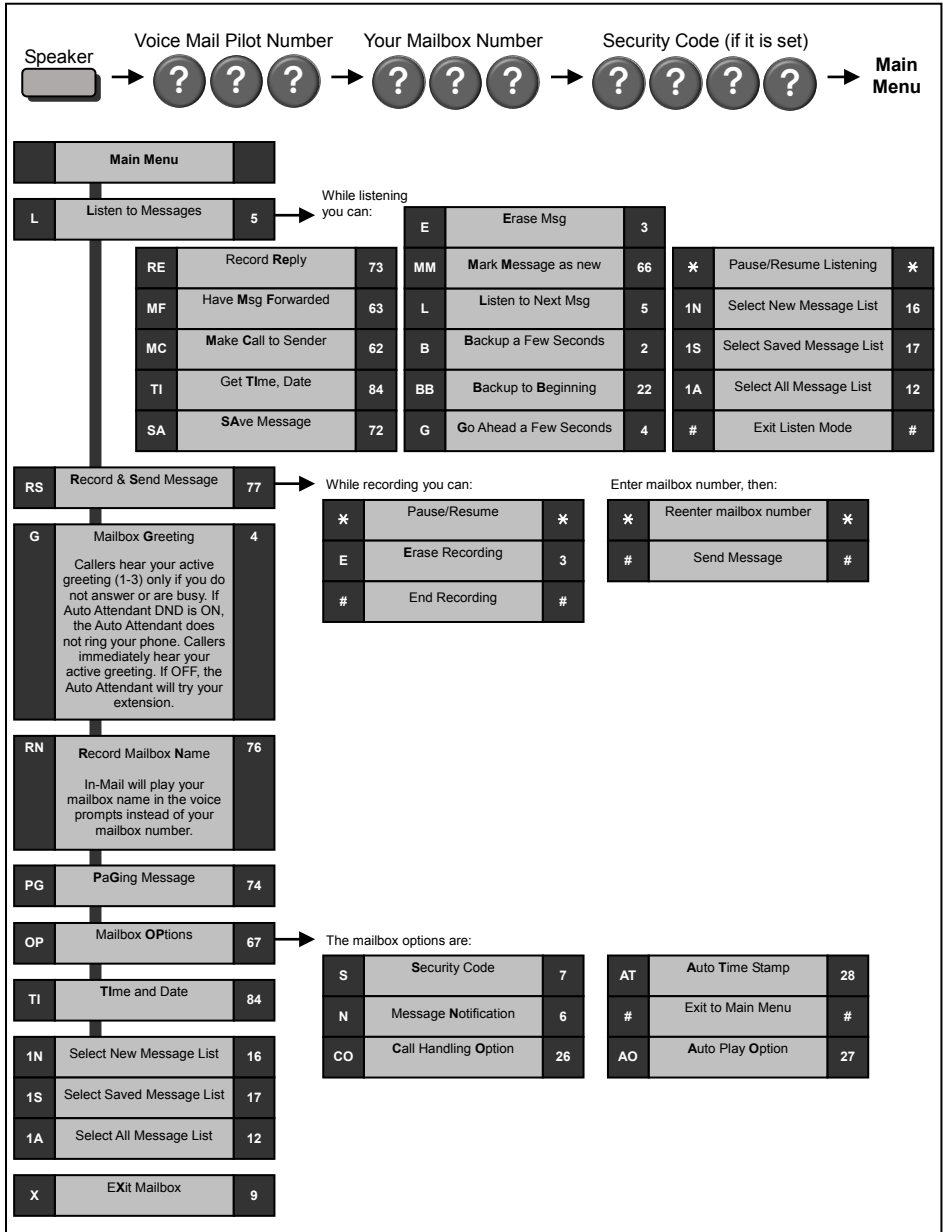 Speaker
Voice Mail Pilot Number
Your Mailbox Number
Security Code (if it is set)
? ? ?
? ? ?
? ? ? ?
Main
Menu
Main Menu
L Listen to Messages 5
While listening
you can:
RE Record Reply 73
MF Have Msg Forwarded 63
MC Make Call to Sender 62
TI Get TIme, Date 84
SA SAve Message 72
E Erase Msg 3
MM Mark Message as new 66
L Listen to Next Msg 5
B Backup a Few Seconds 2
BB Backup to Beginning 22
G Go Ahead a Few Seconds 4
* Pause/Resume Listening *
1N Select New Message List 16
1S Select Saved Message List 17
1A Select All Message List 12
# Exit Listen Mode #
RS Record & Send Message 77
While recording you can:
* Pause/Resume *
E Erase Recording 3
# End Recording #
Enter mailbox number, then:
* Reenter mailbox number *
# Send Message #
G Mailbox Greeting 4
Callers hear your active
greeting (1-3) only if you do
not answer or are busy. If
Auto Attendant DND is ON,
the Auto Attendant does
not ring your phone. Callers
immediately hear your
active greeting. If OFF, the
Auto Attendant will try your
extension.
RN Record Mailbox Name 76
In-Mail will play your
mailbox name in the voice
prompts instead of your
mailbox number.
PG PaGing Message 74
OP Mailbox OPtions 67
The mailbox options are:
S Security Code 7
N Message Notification 6
CO Call Handling Option 26
AT Auto Time Stamp 28
# Exit to Main Menu #
AO Auto Play Option 27
TI TIme and Date 84
1N Select New Message List 16
1S Select Saved Message List 17
1A Select All Message List 12
X EXit Mailbox 9